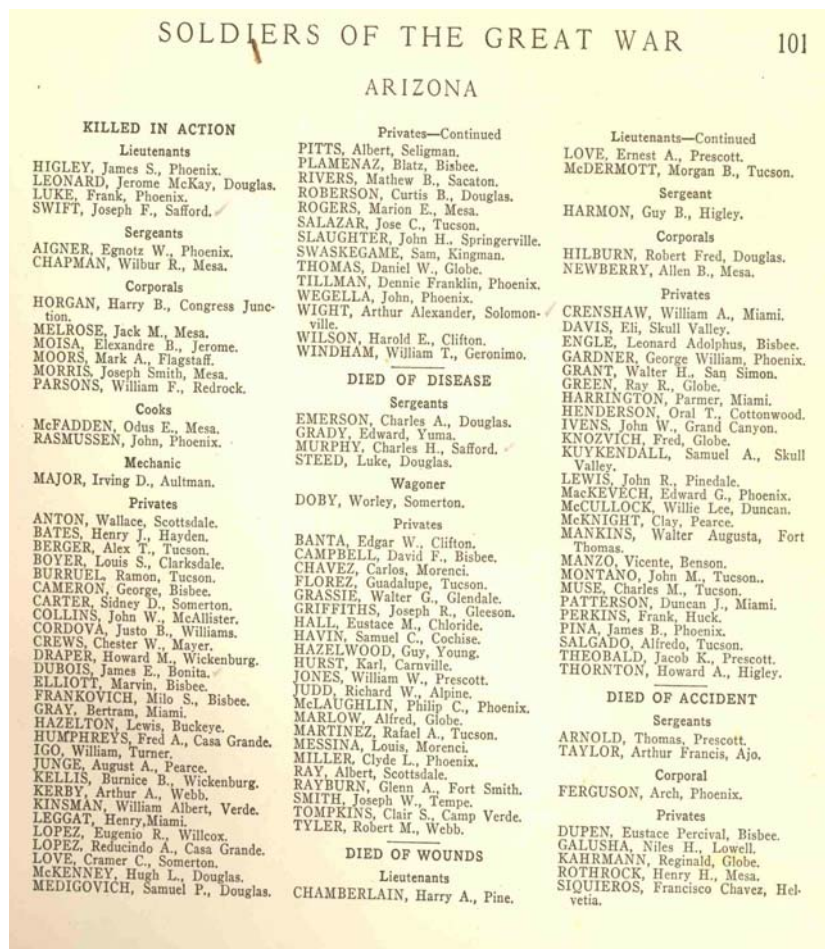 SOLDIERS OF THE GREAT WAR 101
ARIZONA
KILLED IN ACTION
Lieutenants
HIGLEY, James S., Phoenix.
LEONARD, Jerome McKay, Douglas.
LUKE, Frank, Phoenix.
SWIFT, Joseph F., Safford.
Sergeants
AIGNER, Egnotz W., Phoenix.
CHAPMAN, Wilbur R., Mesa.
Corporals
HORGAN, Harry B., Congress Junc-
tion.
MELROSE, Jack M., Mesa.
MOISA, Elexandre B., Jerome.
MOORS, Mark A., Flagstaff.
MORRIS, Joseph Smith, Mesa.
PARSONS, William F., Redrock.
Cooks
McFADDEN, Odus E., Mesa.
RASMUSSEN, John, Phoenix.
Mechanic
MAJOR, Irving D., Aultman.
Privates
ANTON, Wallace, Scottsdale.
BATES, Henry J., Hayden.
BERGER, Alex T., Tucson.
BOYER, Louis S., Clarksdale.
BURRUEL, Ramon, Tucson.
CAMERON, George, Bisbee.
CARTER, Sidney D., Somerton.
COLLINS, John W., McAllister.
CORDOVA, Justo B., Williams.
CREWS, Chester W., Mayer.
DRAPER, Howard M., Wickenburg.
DUBOIS, James E., Bonita.
ELLIOTT, Marvin, Bisbee.
FRANKOVICH, Milo S., Bisbee.
GRAY, Bertram, Miami.
HAZELTON, Lewis, Buckeye.
HUMPHREYS, Fred A., Casa Grande.
IGO, William, Turner.
JUNGE, August A., Pearce.
KELLIS, Burnice B., Wickenburg.
KERBY, Arthur A., Webb.
KINSMAN, William Albert, Verde.
LEGGAT, Henry,Miami.
LOPEZ, Eugenio R., Willcox.
LOPEZ, Reducindo A., Casa Grande.
LOVE, Cramer C., Somerton.
McKENNEY, Hugh L., Douglas.
MEDIGOVICH, Samuel P., Douglas.
Privates—Continued
PITTS, Albert, Seligman.
PLAMENAZ, Blatz, Bisbee.
RIVERS, Mathew B., Sacaton.
ROBERSON, Curtis B., Douglas.
ROGERS, Marion E., Mesa.
SALAZAR, Jose C., Tucson.
SLAUGHTER, John H., Springerville.
SWASKEGAME, Sam, Kingman.
THOMAS, Daniel W., Globe.
TILLMAN, Dennie Franklin, Phoenix.
WEGELLA, John, Phoenix.
WIGHT, Arthur Alexander, Solomon-
ville.
WILSON, Harold E., Clifton.
WINDHAM, William T., Geronimo.
DIED OF DISEASE
Sergeants
EMERSON, Charles A., Douglas.
GRADY, Edward, Yuma.
MURPHY, Charles H., Safford.
STEED, Luke, Douglas.
Wagoner
DOBY, Worley, Somerton.
Privates
BANTA, Edgar W., Clifton.
CAMPBELL, David F., Bisbee.
CHAVEZ, Carlos, Morenci.
FLOREZ, Guadalupe, Tucson.
GRASSIE, Walter G., Glendale.
GRIFFITHS, Joseph R., Gleeson.
HALL, Eustace M., Chloride.
HAVIN, Samuel C., Cochise.
HAZELWOOD, Guy, Young.
HURST, Karl, Carnville.
JONES, William W., Prescott.
JUDD, Richard W., Alpine.
McLAUGHLIN, Philip C., Phoenix.
MARLOW, Alfred, Globe.
MARTINEZ, Rafael A., Tucson.
MESSINA, Louis, Morenci.
MILLER, Clyde L., Phoenix.
RAY, Albert, Scottsdale.
RAYBURN, Glenn A., Fort Smith.
SMITH, Joseph W., Tempe.
TOMPKINS, Clair S., Camp Verde.
TYLER, Robert M., Webb.
DIED OF WOUNDS
Lieutenants
CHAMBERLAIN, Harry A., Pine.
Lieutenants—Continued
LOVE, Ernest A., Prescott.
McDERMOTT, Morgan B., Tucson.
Sergeant
HARMON, Guy B., Higley.
Corporals
HILBURN, Robert Fred, Douglas.
NEWBERRY, Allen B., Mesa.
Privates
CRENSHAW, William A., Miami.
DAVIS, Eli, Skull Valley.
ENGLE, Leonard Adolphus, Bisbee.
GARDNER, George William, Phoenix.
GRANT, Walter H., San Simon.
GREEN, Ray R., Globe.
HARRINGTON, Parmer, Miami.
HENDERSON, Oral T., Cottonwood.
IVENS, John W., Grand Canyon.
KNOZVICH, Fred, Globe.
KUYKENDALL, Samuel A., Skull
Valley.
LEWIS, John R., Pinedale.
MacKEVECH, Edward G., Phoenix.
McCULLOCK, Willie Lee, Duncan.
McKNIGHT, Clay, Pearce.
MANKINS, Walter Augusta, Fort
Thomas.
MANZO, Vicente, Benson.
MONTANO, John M., Tucson..
MUSE, Charles M., Tucson.
PATTERSON, Duncan J., Miami.
PERKINS, Frank, Huck.
PINA, James B., Phoenix.
SALGADO, Alfredo, Tucson.
THEOBALD, Jacob K., Prescott.
THORNTON, Howard A., Higley.
DIED OF ACCIDENT
Sergeants
ARNOLD, Thomas, Prescott.
TAYLOR, Arthur Francis, Ajo.
Corporal
FERGUSON, Arch, Phoenix.
Privates
DUPEN, Eustace Percival, Bisbee.
GALUSHA, Niles H., Lowell.
KAHRMANN, Reginald, Globe.
ROTHROCK, Henry H., Mesa.
SIQUIEROS, Francisco Chavez, Hel-
vetia.